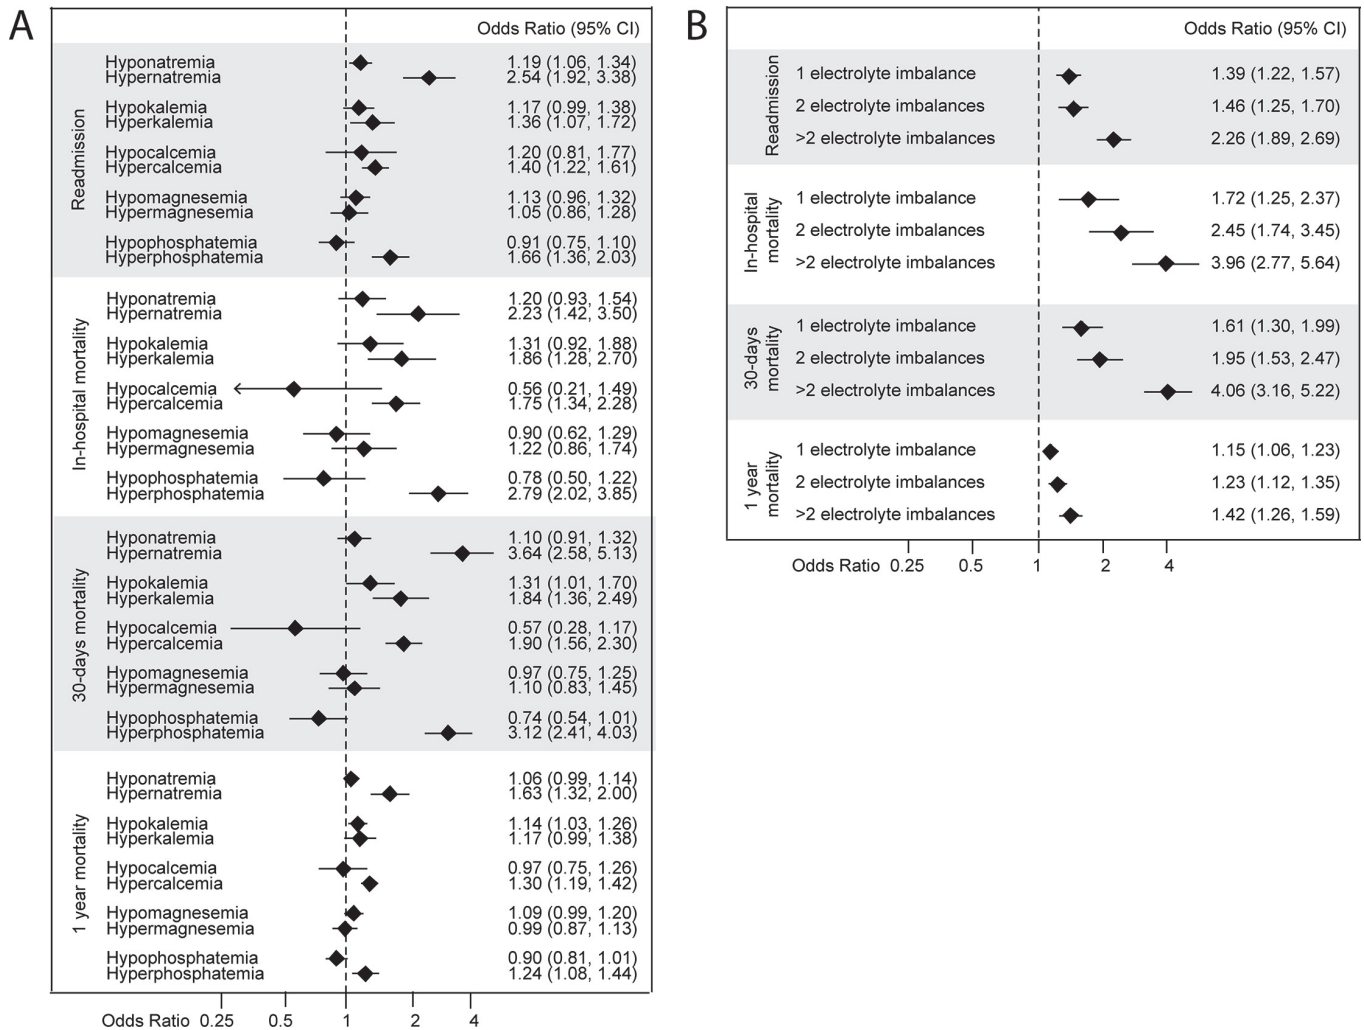 A
Odds Ratio (95% CI)
Readmission
Hyponatremia 1.19 (1.06, 1.34)
Hypernatremia 2.54 (1.92, 3.38)
Hypokalemia 1.17 (0.99, 1.38)
Hyperkalemia 1.36 (1.07, 1.72)
Hypocalcemia 1.20 (0.81, 1.77)
Hypercalcemia 1.40 (1.22, 1.61)
Hypomagnesemia 1.13 (0.96, 1.32)
Hypermagnesemia 1.05 (0.86, 1.28)
Hypophosphatemia 0.91 (0.75, 1.10)
Hyperphosphatemia 1.66 (1.36, 2.03)
In-hospital mortality
Hyponatremia 1.20 (0.93, 1.54)
Hypernatremia 2.23 (1.42, 3.50)
Hypokalemia 1.31 (0.92, 1.88)
Hyperkalemia 1.86 (1.28, 2.70)
Hypocalcemia 0.56 (0.21, 1.49)
Hypercalcemia 1.75 (1.34, 2.28)
Hypomagnesemia 0.90 (0.62, 1.29)
Hypermagnesemia 1.22 (0.86, 1.74)
Hypophosphatemia 0.78 (0.50, 1.22)
Hyperphosphatemia 2.79 (2.02, 3.85)
30-days mortality
Hyponatremia 1.10 (0.91, 1.32)
Hypernatremia 3.64 (2.58, 5.13)
Hypokalemia 1.31 (1.01, 1.70)
Hyperkalemia 1.84 (1.36, 2.49)
Hypocalcemia 0.57 (0.28, 1.17)
Hypercalcemia 1.90 (1.56, 2.30)
Hypomagnesemia 0.97 (0.75, 1.25)
Hypermagnesemia 1.10 (0.83, 1.45)
Hypophosphatemia 0.74 (0.54, 1.01)
Hyperphosphatemia 3.12 (2.41, 4.03)
1 year mortality
Hyponatremia 1.06 (0.99, 1.14)
Hypernatremia 1.63 (1.32, 2.00)
Hypokalemia 1.14 (1.03, 1.26)
Hyperkalemia 1.17 (0.99, 1.38)
Hypocalcemia 0.97 (0.75, 1.26)
Hypercalcemia 1.30 (1.19, 1.42)
Hypomagnesemia 1.09 (0.99, 1.20)
Hypermagnesemia 0.99 (0.87, 1.13)
Hypophosphatemia 0.90 (0.81, 1.01)
Hyperphosphatemia 1.24 (1.08, 1.44)
Odds Ratio 0.25 0.5 1 2 4
B
Odds Ratio (95% CI)
Readmission
1 electrolyte imbalance 1.39 (1.22, 1.57)
2 electrolyte imbalances 1.46 (1.25, 1.70)
>2 electrolyte imbalances 2.26 (1.89, 2.69)
In-hospital
mortality
1 electrolyte imbalance 1.72 (1.25, 2.37)
2 electrolyte imbalances 2.45 (1.74, 3.45)
>2 electrolyte imbalances 3.96 (2.77, 5.64)
30-days
mortality
1 electrolyte imbalance 1.61 (1.30, 1.99)
2 electrolyte imbalances 1.95 (1.53, 2.47)
>2 electrolyte imbalances 4.06 (3.16, 5.22)
1 year
mortality
1 electrolyte imbalance 1.15 (1.06, 1.23)
2 electrolyte imbalances 1.23 (1.12, 1.35)
>2 electrolyte imbalances 1.42 (1.26, 1.59)
Odds Ratio 0.25 0.5 1 2 4